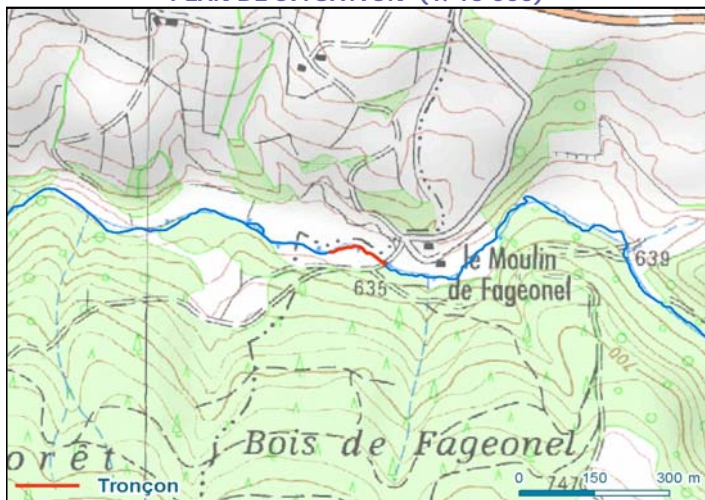 639
le Moulin
635 de Fageonel
700
Bois de Fageonel
orêt
0 150 300 m
747
Tronçon